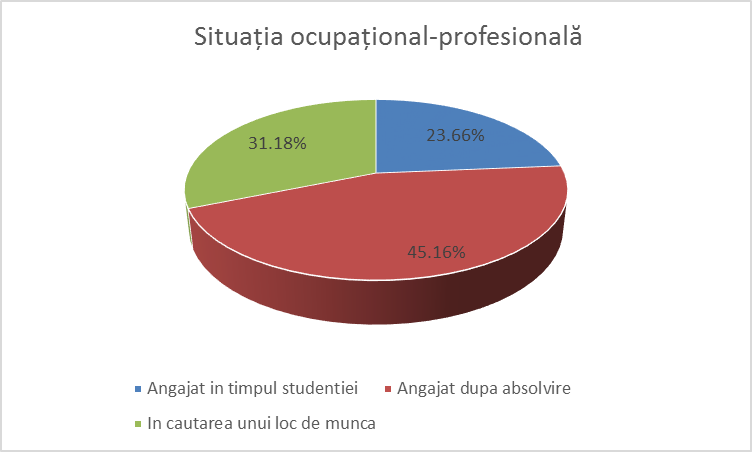 Situația ocupațional-profesională
31.18%
23.66%
45.16%
Angajat in timpul studentiei
Angajat dupa absolvire
In cautarea unui loc de munca